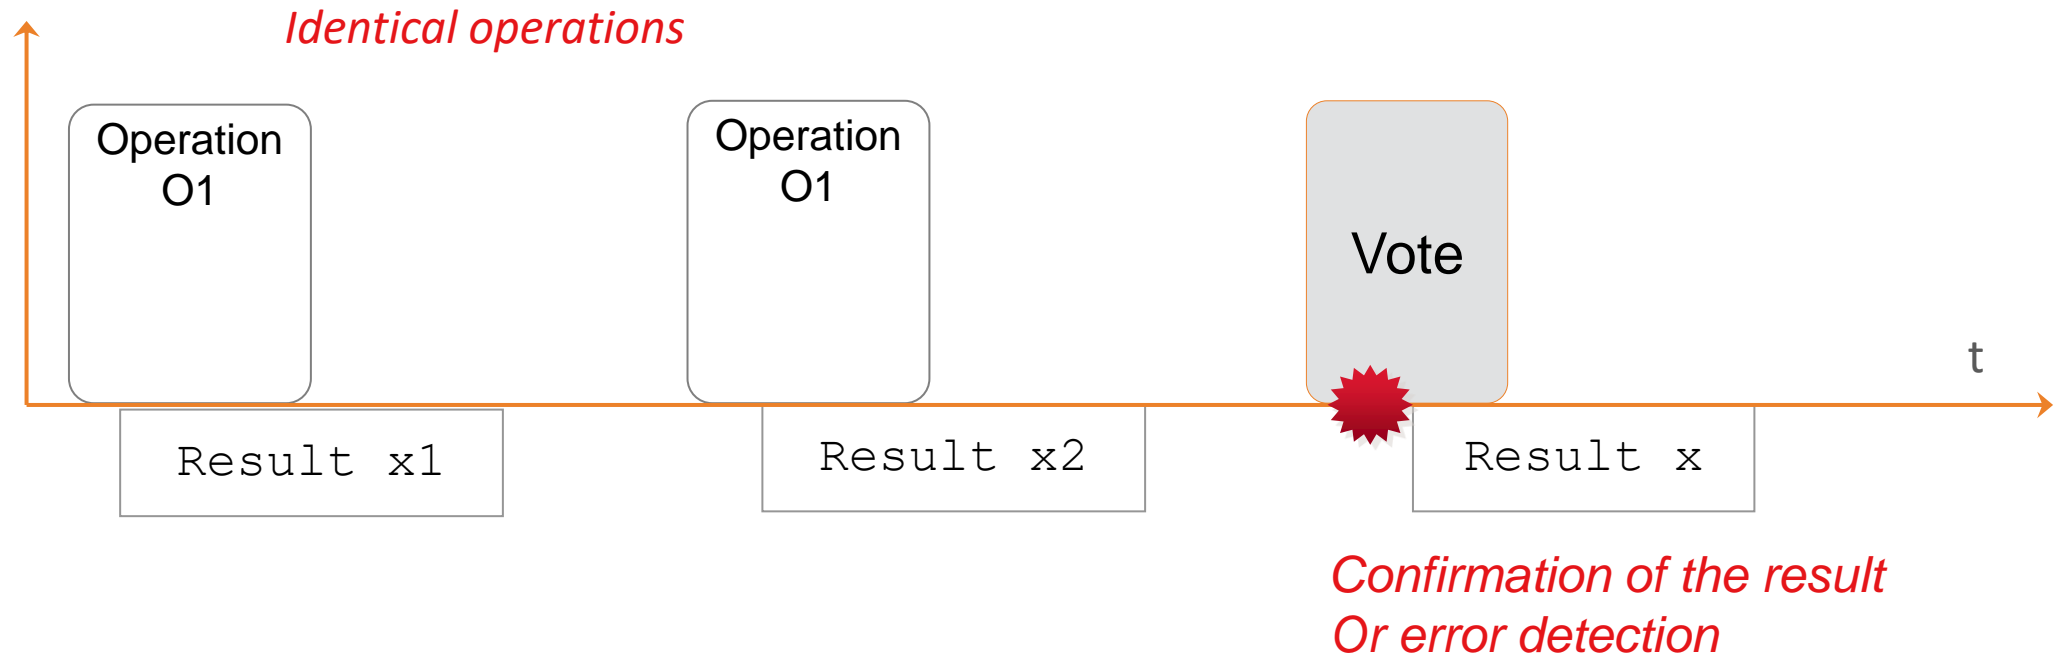 Identical operations
Operation
O1
Operation
O1
Vote
t
Result x1
Result x2
Result x
Confirmation of the result
Or error detection